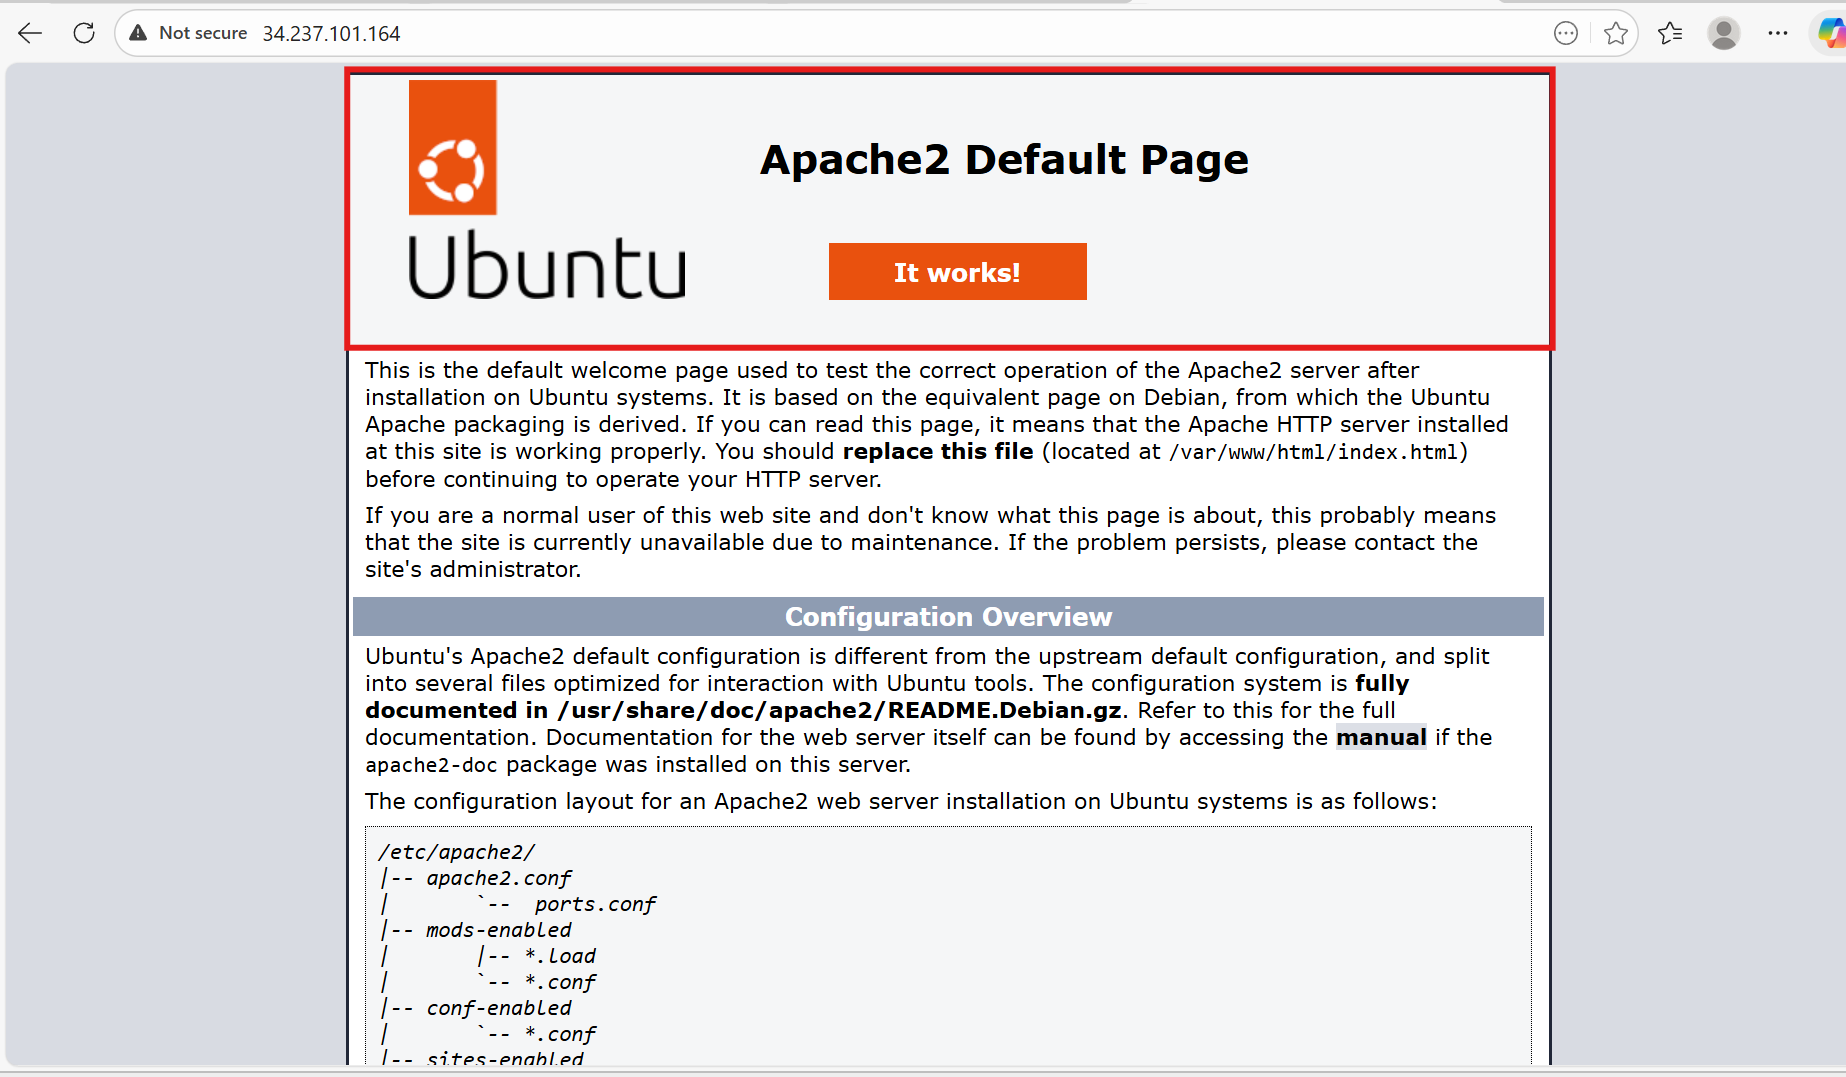 Not secure 34.237.101.164
Ubuntu
Apache2 Default Page
It works!
This is the default welcome page used to test the correct operation of the Apache2 server after
installation on Ubuntu systems. It is based on the equivalent page on Debian, from which the Ubuntu
Apache packaging is derived. If you can read this page, it means that the Apache HTTP server installed
at this site is working properly. You should replace this file (located at /var/www/html/index.html)
before continuing to operate your HTTP server.
If you are a normal user of this web site and don't know what this page is about, this probably means
that the site is currently unavailable due to maintenance. If the problem persists, please contact the
site's administrator.
Configuration Overview
Ubuntu's Apache2 default configuration is different from the upstream default configuration, and split
into several files optimized for interaction with Ubuntu tools. The configuration system is fully
documented in /usr/share/doc/apache2/README.Debian.gz. Refer to this for the full
documentation. Documentation for the web server itself can be found by accessing the manual if the
apache2-doc package was installed on this server.
The configuration layout for an Apache2 web server installation on Ubuntu systems is as follows:
/etc/apache2/
|-- apache2.conf
|       `--  ports.conf
|-- mods-enabled
|       |-- *.load
|       `-- *.conf
|-- conf-enabled
|       `-- *.conf
|-- sites-enabled